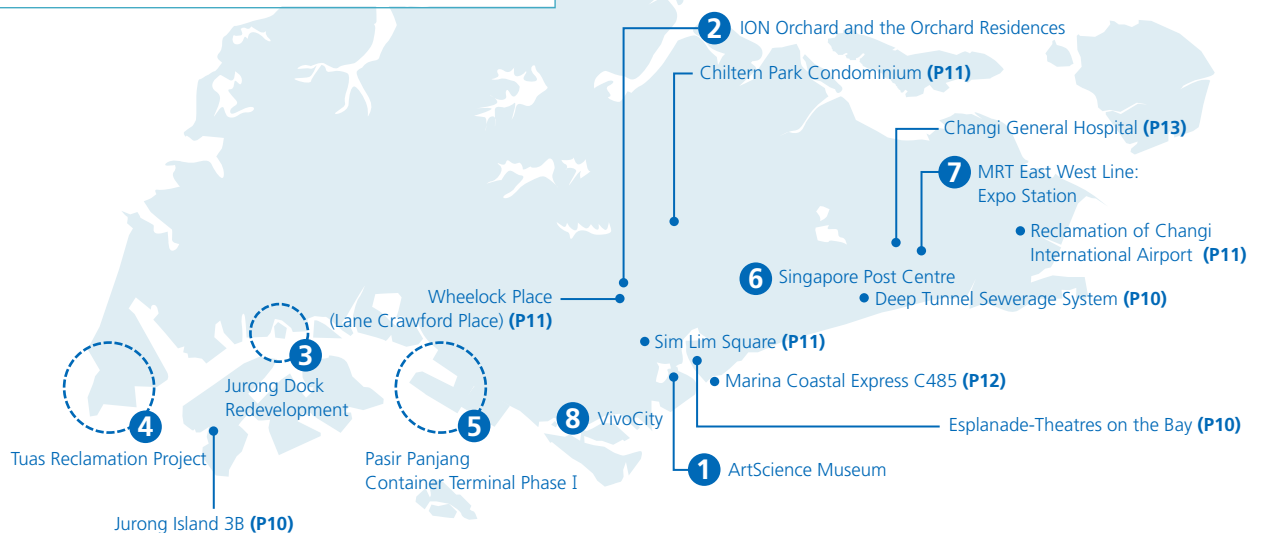 2 ION Orchard and the Orchard Residences
Chiltern Park Condominium (P11)
Changi General Hospital (P13)
7 MRT East West Line:
Expo Station
Reclamation of Changi
International Airport (P11)
6 Singapore Post Centre
Deep Tunnel Sewerage System (P10)
Wheelock Place
(Lane Crawford Place) (P11)
Sim Lim Square (P11)
3
Jurong Dock
Redevelopment
Marina Coastal Express C485 (P12)
4
Tuas Reclamation Project
5
Pasir Panjang
Container Terminal Phase I
8 VivoCity
Esplanade-Theatres on the Bay (P10)
1 ArtScience Museum
Jurong Island 3B (P10)